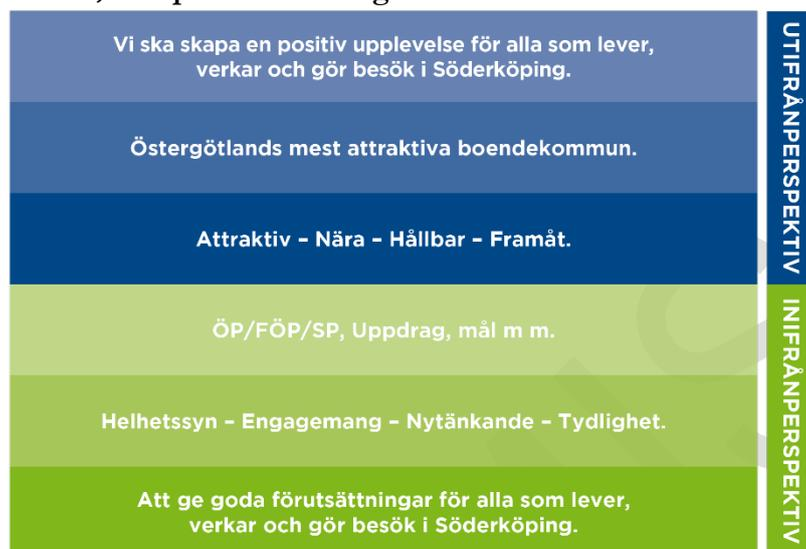 Vi ska skapa en positiv upplevelse för alla som lever,
verkar och gör besök i Söderköping.
Östergötlands mest attraktiva boendekommun.
Attraktiv – Nära – Hållbar – Framåt.
UTIFRÅNPERSPEKTIV
ÖP/FÖP/SP, Uppdrag, mål m m.
Helhetssyn – Engagemang – Nytänkande – Tydlighet.
Att ge goda förutsättningar för alla som lever,
verkar och gör besök i Söderköping.
INIFRÅNPERSPEKTIV